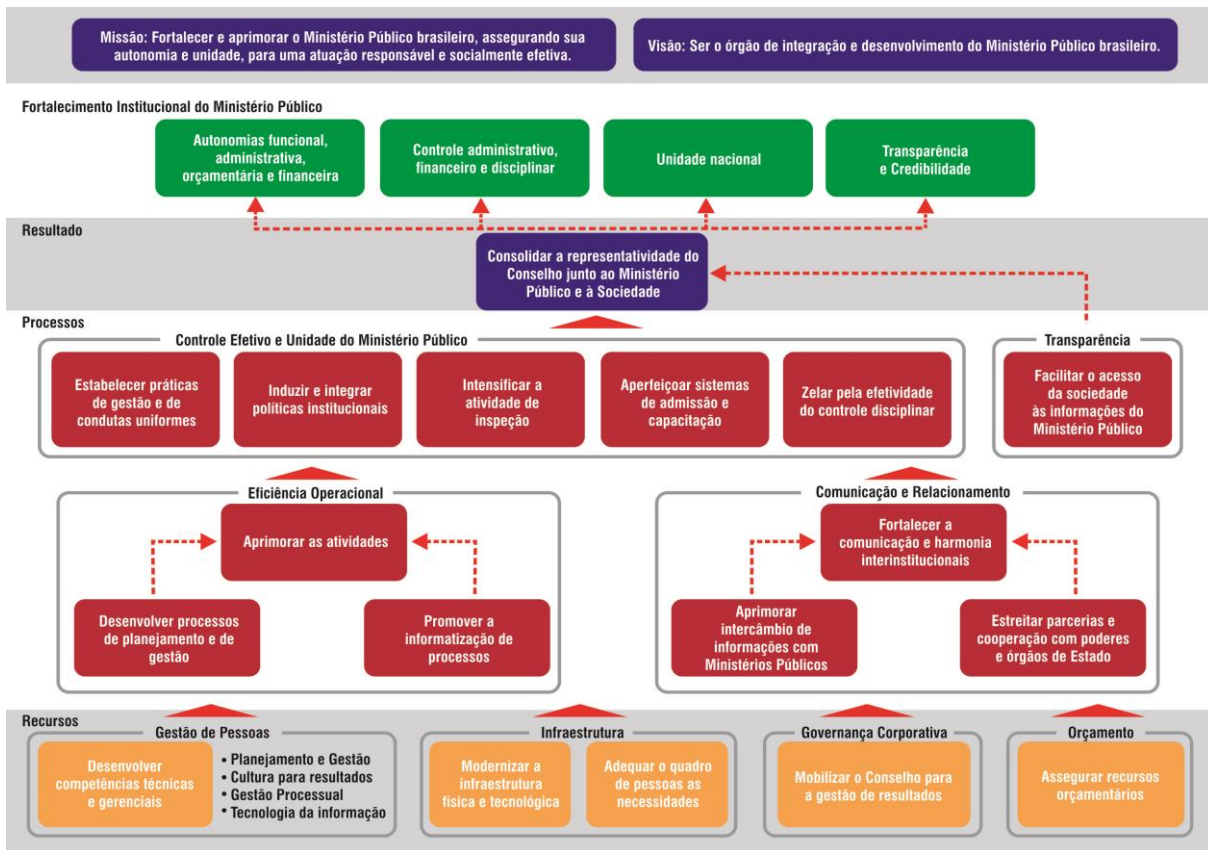 Missão: Fortalecer e aprimorar o Ministério Público brasileiro, assegurando sua
autonomia e unidade, para uma atuação responsável e socialmente efetiva.
Visão: Ser o órgão de integração e desenvolvimento do Ministério Público brasileiro.
Fortalecimento Institucional do Ministério Público
Autonomias funcional,
administrativa,
orçamentária e financeira
Controle administrativo,
financeiro e disciplinar
Unidade nacional
Transparência
e Credibilidade
Resultado
Consolidar a representatividade do
Conselho junto ao Ministério
Público e à Sociedade
Processos
Controle Efetivo e Unidade do Ministério Público
Estabelecer práticas
de gestão e de
condutas uniformes
Induzir e integrar
políticas institucionais
Intensificar a
atividade de
inspeção
Aperfeiçoar sistemas
de admissão e
capacitação
Zelar pela efetividade
do controle disciplinar
Transparência
Facilitar o acesso
da sociedade
às informações do
Ministério Público
Eficiência Operacional
Aprimorar as atividades
Desenvolver processos
de planejamento e de
gestão
Promover a
informatização de
processos
Comunicação e Relacionamento
Fortalecer a
comunicação e harmonia
interinstitucionais
Aprimorar
intercâmbio de
informações com
Ministérios Públicos
Estreitar parcerias e
cooperação com poderes
e órgãos de Estado
Recursos
Gestão de Pessoas
Desenvolver
competências técnicas
e gerenciais
• Planejamento e Gestão
• Cultura para resultados
• Gestão Processual
• Tecnologia da informação
Infraestrutura
Modernizar a
infraestrutura
física e tecnológica
Adequar o quadro
de pessoas as
necessidades
Governança Corporativa
Mobilizar o Conselho para
a gestão de resultados
Orçamento
Assegurar recursos
orçamentários